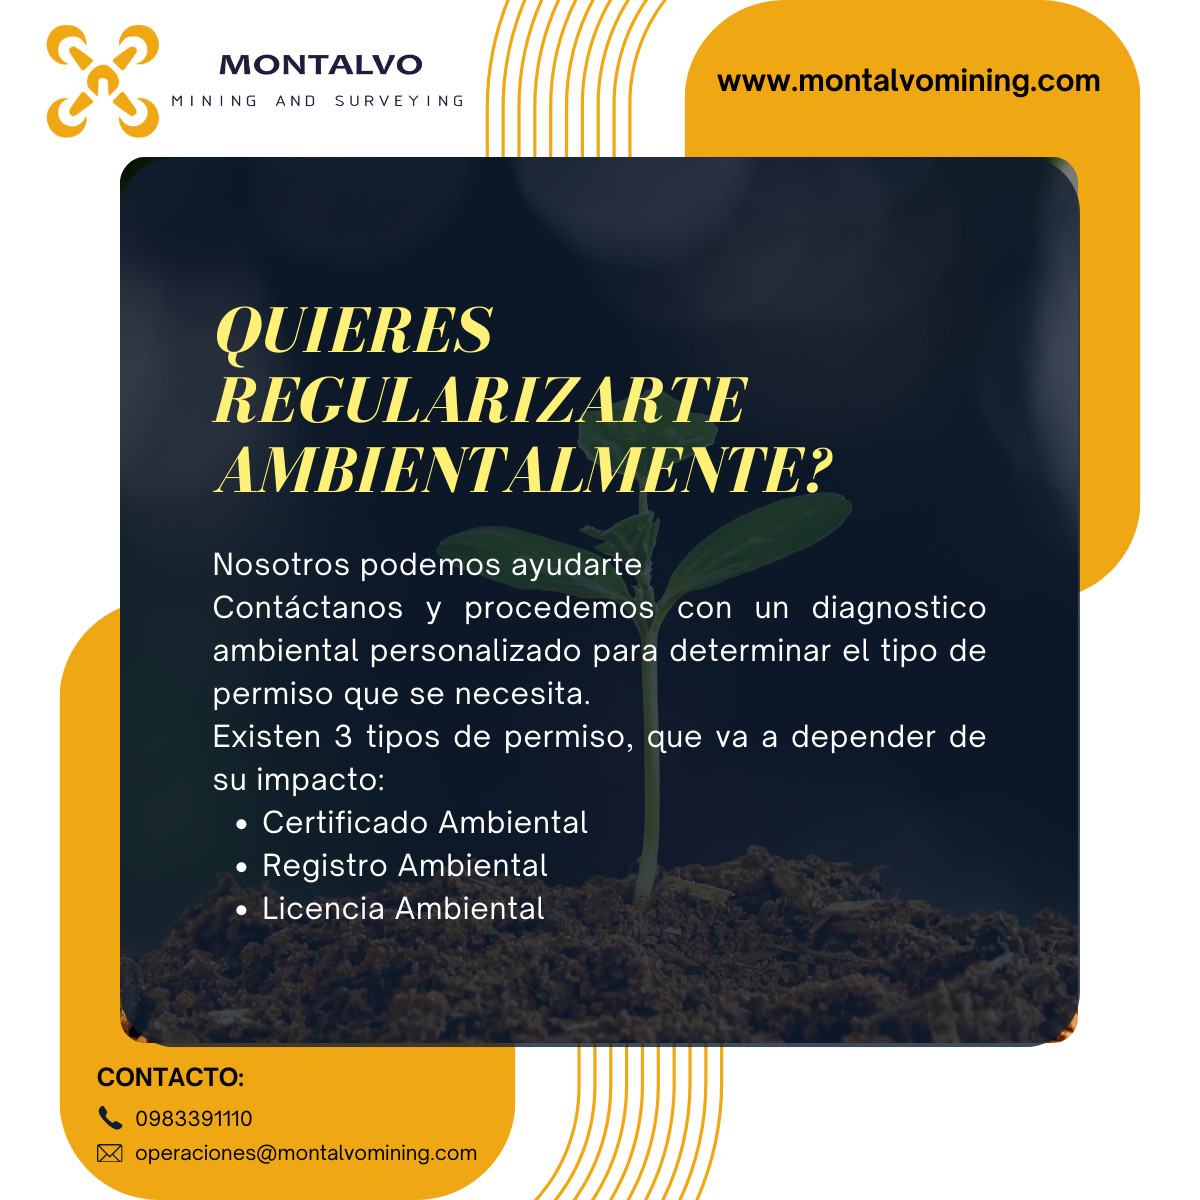 MONTALVO
MINING AND SURVEYING
www.montalvomining.com
QUIERES
REGULARIZARTE
AMBIENTALMENTE?
Nosotros podemos ayudarte
Contáctanos y procedemos con un diagnostico
ambiental personalizado para determinar el tipo de
permiso que se necesita.
Existen 3 tipos de permiso, que va a depender de
su impacto:
• Certificado Ambiental
• Registro Ambiental
• Licencia Ambiental
CONTACTO:
0983391110
operaciones@montalvomining.com